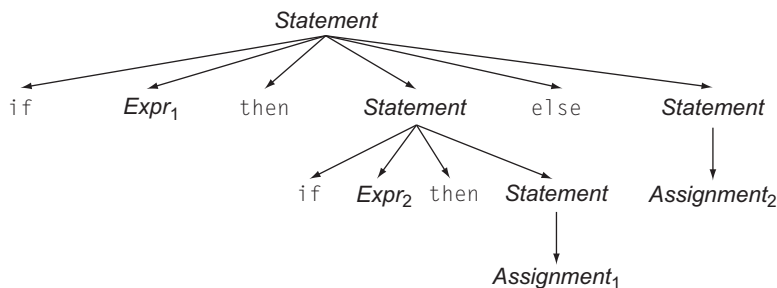 Statement
if Expr1 then Statement else Statement
if Expr2 then Statement Assignment2
Assignment1